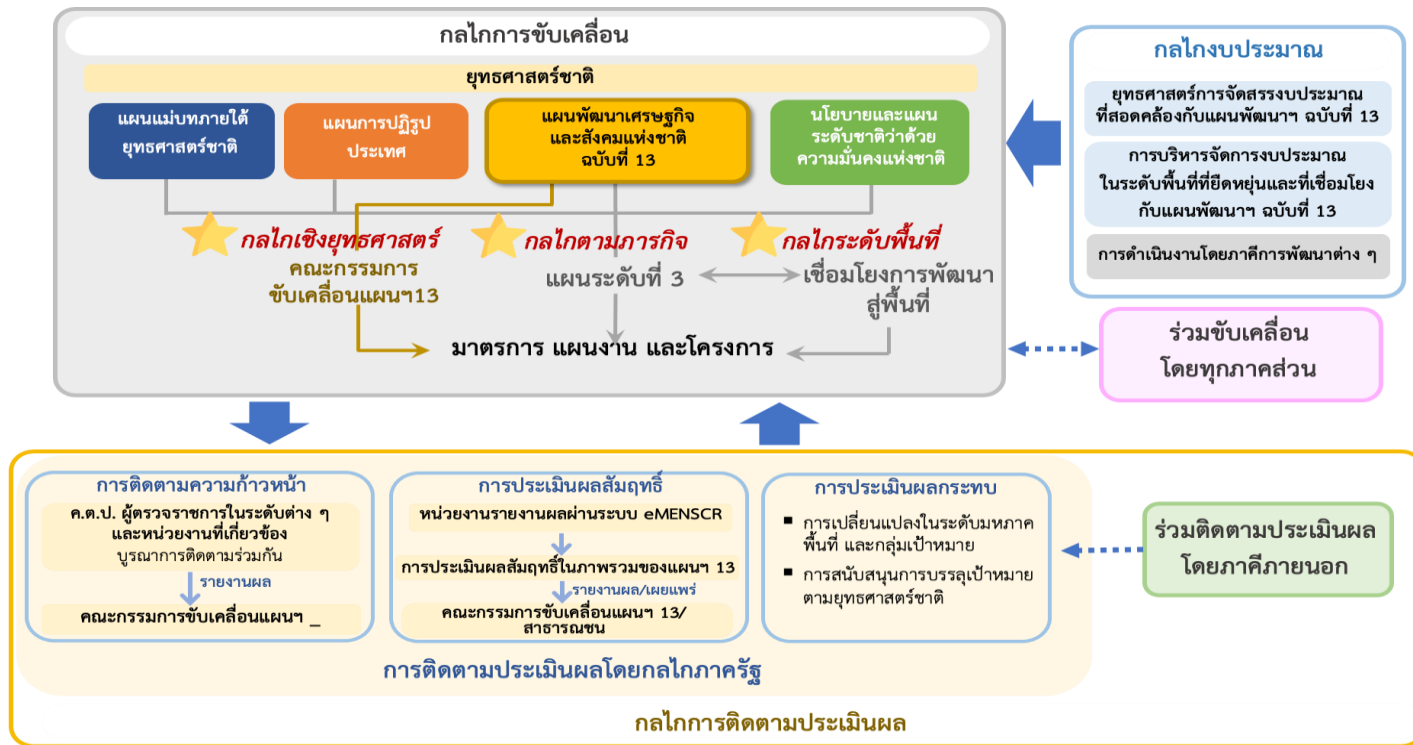 กลไกการขับเคลื่อน
ยุทธศาสตร์ชาติ
แผนแม่บทภายใต้
ยุทธศาสตร์ชาติ
แผนการปฏิรูป
ประเทศ
แผนพัฒนาเศรษฐกิจ
และสังคมแห่งชาติ
ฉบับที่ 13
นโยบายและแผน
ระดับชาติว่าด้วย
ความมั่นคงแห่งชาติ
กลไกเชิงยุทธศาสตร์
คณะกรรมการ
ขับเคลื่อนแผนฯ13
กลไกตามภารกิจ
แผนระดับที่ 3
กลไกระดับพื้นที่
เชื่อมโยงการพัฒนา
สู่พื้นที่
มาตรการ แผนงาน และโครงการ
กลไกงบประมาณ
ยุทธศาสตร์การจัดสรรงบประมาณ
ที่สอดคล้องกับแผนพัฒนาฯ ฉบับที่ 13
การบริหารจัดการงบประมาณ
ในระดับพื้นที่ที่ยืดหยุ่นและที่เชื่อมโยง
กับแผนพัฒนาฯ ฉบับที่ 13
การดำเนินงานโดยภาคีการพัฒนาต่าง ๆ
ร่วมขับเคลื่อน
โดยทุกภาคส่วน
การติดตามความก้าวหน้า
ค.ต.ป. ผู้ตรวจราชการในระดับต่าง ๆ
และหน่วยงานที่เกี่ยวข้อง
บูรณาการติดตามร่วมกัน
รายงานผล
คณะกรรมการขับเคลื่อนแผนฯ _
การประเมินผลสัมฤทธิ์
หน่วยงานรายงานผลผ่านระบบ eMENSCR
การประเมินผลสัมฤทธิ์ในภาพรวมของแผนฯ 13
รายงานผล/เผยแพร่
คณะกรรมการขับเคลื่อนแผนฯ 13/
สาธารณชน
การประเมินผลกระทบ
▪ การเปลี่ยนแปลงในระดับมหภาค
พื้นที่ และกลุ่มเป้าหมาย
▪ การสนับสนุนการบรรลุเป้าหมาย
ตามยุทธศาสตร์ชาติ
ร่วมติดตามประเมินผล
โดยภาคีภายนอก
การติดตามประเมินผลโดยกลไกภาครัฐ
กลไกการติดตามประเมินผล